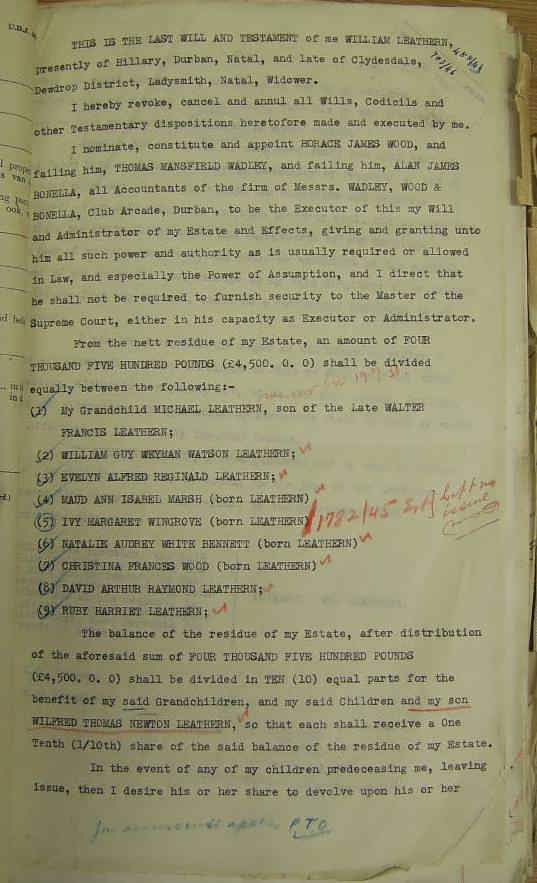 THIS IS THE LAST WILL AND TESTAMENT of me WILLIAM LEATHERN,
presently of Hillary, Durban, Natal, and late of Clydesdale,
Dewdrop District, Ladysmith, Natal, Widower.
I hereby revoke, cancel and annul all Wills, Codicils and
other Testamentary dispositions heretofore made and executed by me.
I nominate, constitute and appoint HORACE JAMES WOOD, and
failing him, THOMAS MANSFIELD WADLEY, and failing him, ALAN JAMES
BONELLA, all Accountants of the firm of Messrs. WADLEY, WOOD &
BONELLA, Club Arcade, Durban, to be the Executor of this my Will
and Administrator of my Estate and Effects, giving and granting unto
him all such power and authority as is usually required or allowed
in Law, and especially the Power of Assumption, and I direct that
he shall not be required to furnish security to the Master of the
Supreme Court, either in his capacity as Executor or Administrator.
From the nett residue of my Estate, an amount of FOUR
THOUSAND FIVE HUNDRED POUNDS (£4,500. 0. 0) shall be divided
equally between the following:-
(1) My Grandchild MICHAEL LEATHERN, son of the Late WALTER
FRANCIS LEATHERN;
(2) WILLIAM GUY WEYMAN WATSON LEATHERN;
(3) EVELYN ALFRED REGINALD LEATHERN;
(4) MAUD ANN ISABEL MARSH (born LEATHERN)
(5) IVY MARGARET WINGROVE (born LEATHERN) 1782/45 left no
issue
(6) NATALIE AUDREY WHITE BENNETT (born LEATHERN)
(7) CHRISTINA FRANCES WOOD (born LEATHERN)
(8) DAVID ARTHUR RAYMOND LEATHERN;
(9) RUBY HARRIET LEATHERN;
The balance of the residue of my Estate, after distribution
of the aforesaid sum of FOUR THOUSAND FIVE HUNDRED POUNDS
(£4,500. 0. 0) shall be divided in TEN (10) equal parts for the
benefit of my said Grandchildren, and my said Children and my son
WILFRED THOMAS NEWTON LEATHERN, so that each shall receive a One
Tenth (1/10th) share of the said balance of the residue of my Estate.
In the event of any of my children predeceasing me, leaving
issue, then I desire his or her share to devolve upon his or her
P.T.O